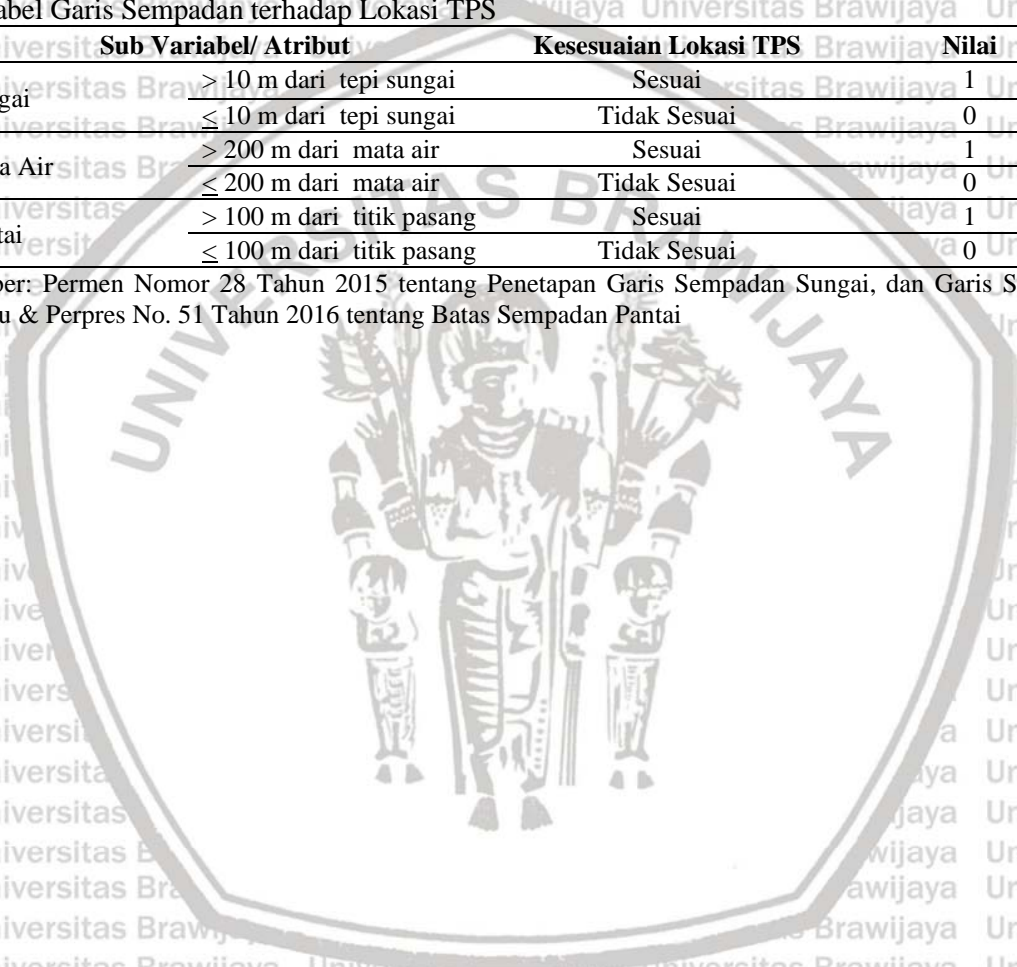 abel Garis Sempadan terhadap Lokasi TPS
Sub Variabel/ Atribut Kesesuaian Lokasi TPS Nilai
gai
> 10 m dari tepi sungai Sesuai 1
≤ 10 m dari tepi sungai Tidak Sesuai 0
a Air
> 200 m dari mata air Sesuai 1
≤ 200 m dari mata air Tidak Sesuai 0
tai
> 100 m dari titik pasang Sesuai 1
≤ 100 m dari titik pasang Tidak Sesuai 0
ber: Permen Nomor 28 Tahun 2015 tentang Penetapan Garis Sempadan Sungai, dan Garis S
u & Perpres No. 51 Tahun 2016 tentang Batas Sempadan Pantai
UNIVERSITAS BRAWIJAYA